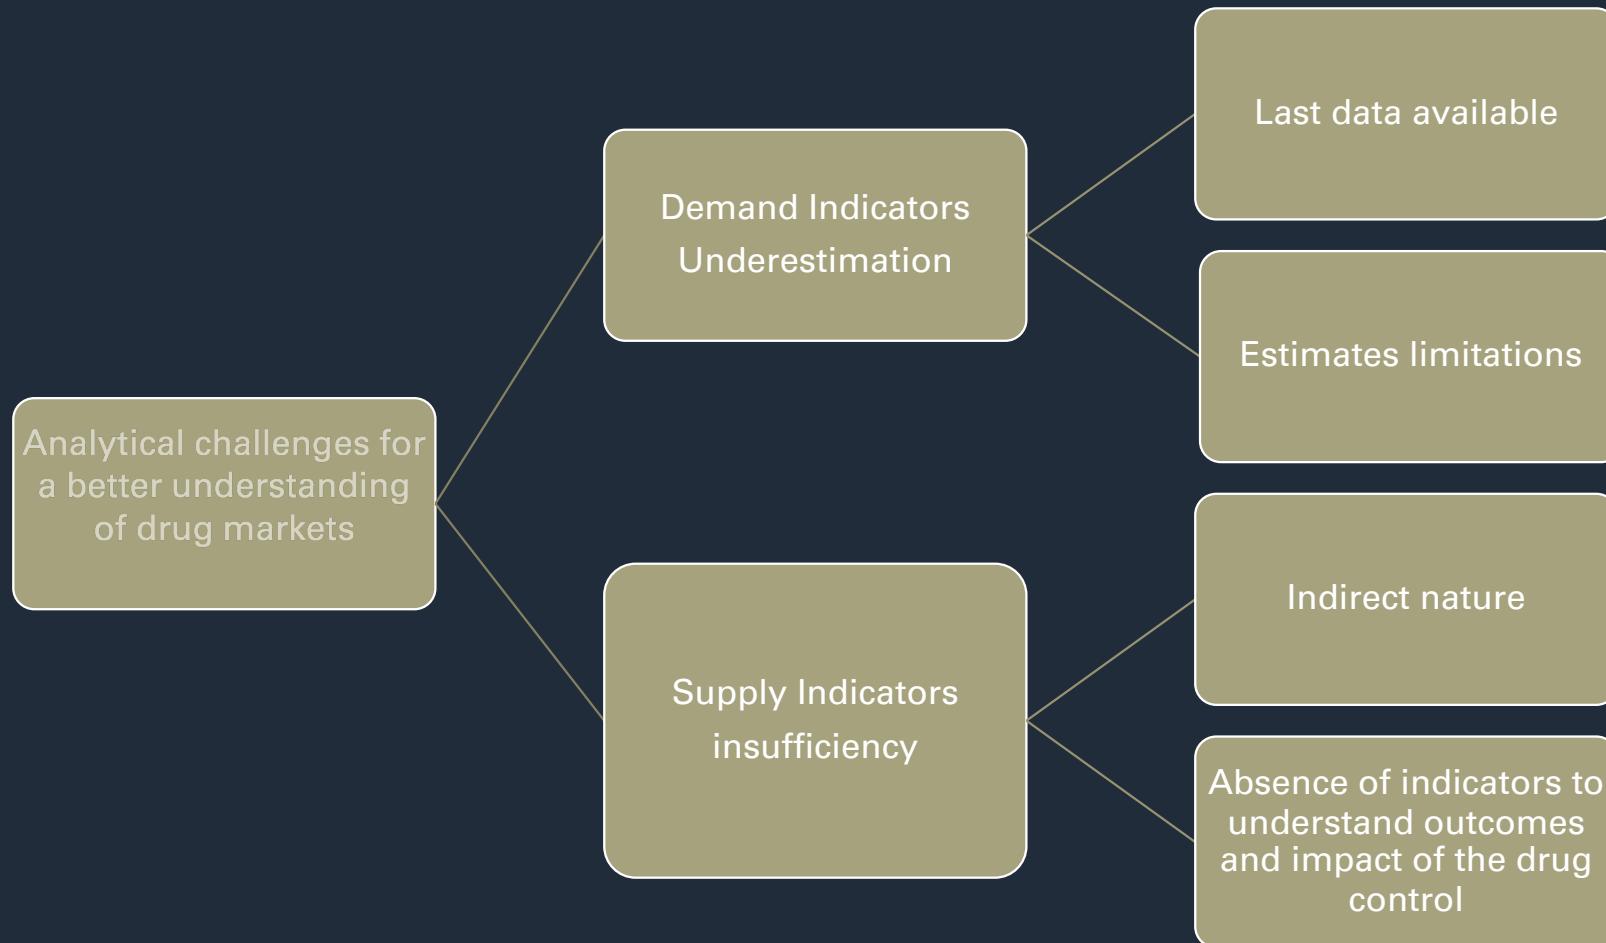 Analytical challenges for
a better understanding
of drug markets
Demand Indicators
Underestimation
Last data available
Estimates limitations
Supply Indicators
insufficiency
Indirect nature
Absence of indicators to
understand outcomes
and impact of the drug
control